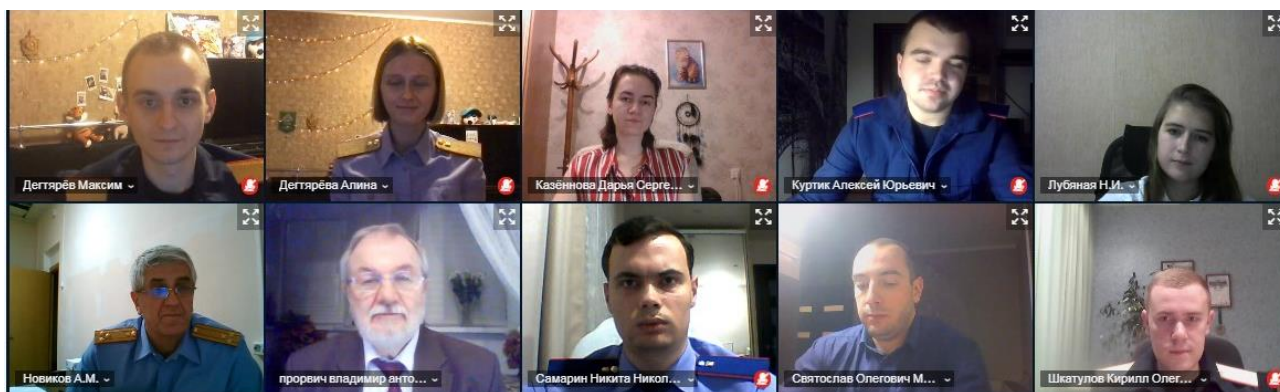 Дегтярёв Максим
Дегтярёва Алина
Казённова Дарья Серге...
Куртик Алексей Юрьевич
Лубяная Н.И.
Новиков А.М.
прорвич владимир анто...
Самарин Никита Никол...
Святослав Олегович М...
Шкатулов Кирилл Олег...